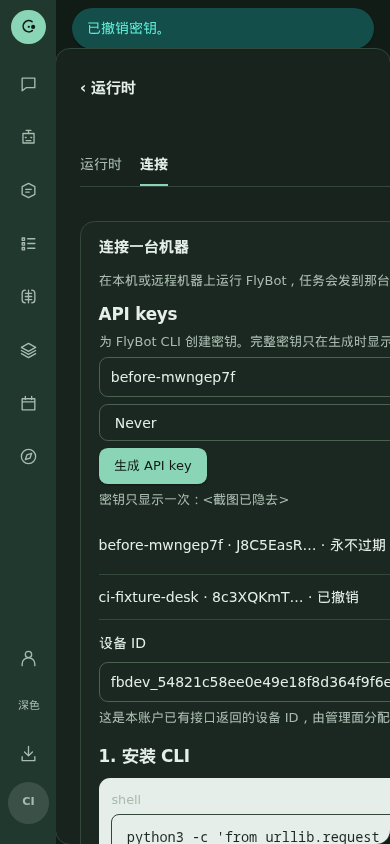 已撤销密钥。
‹ 运行时
运行时 连接
连接一台机器
在本机或远程机器上运行 FlyBot，任务会发到那台
API keys
为 FlyBot CLI 创建密钥。完整密钥只在生成时显示
before-mwngep7f
Never
生成 API key
密钥只显示一次：<截图已隐去>
before-mwngep7f · J8C5EasR… · 永不过期
ci-fixture-desk · 8c3XQKmT… · 已撤销
设备 ID
fbdev_54821c58ee0e49e18f8d364f9f6e
这是本账户已有接口返回的设备 ID，由管理面分配
深色
1. 安装 CLI
CI
shell
python3 -c 'from urllib.request